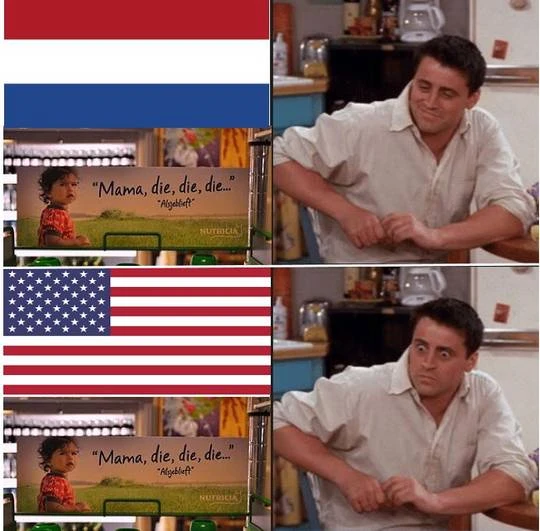 "Mama, die, die, die..."
"Alsjeblieft"
NUTRICIA
"Mama, die, die, die..."
"Alsjeblieft"
NUTRICIA